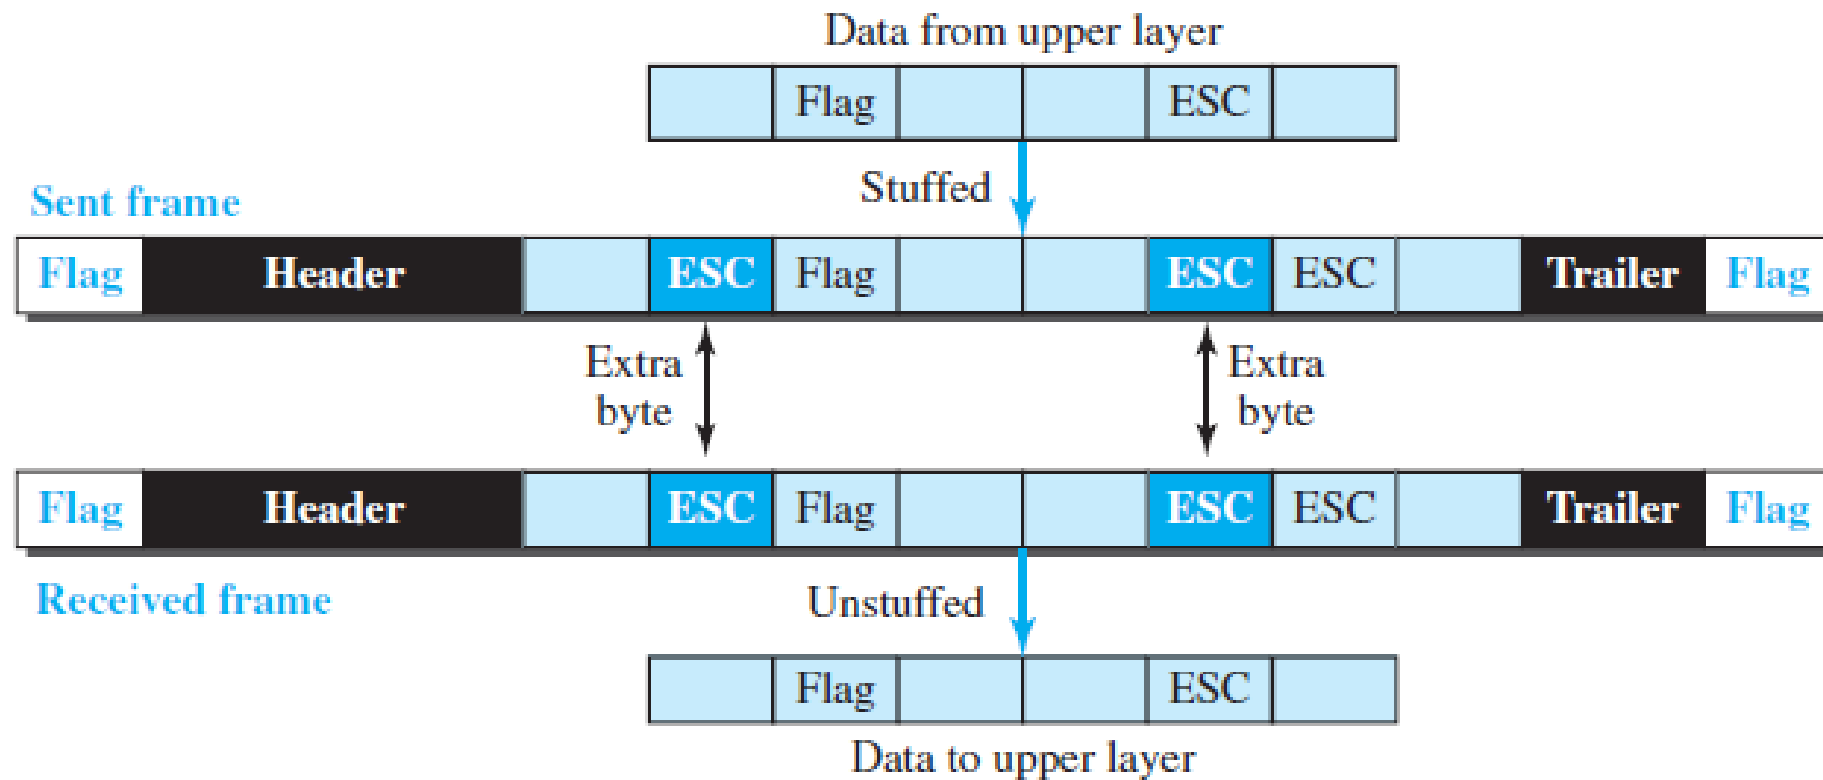 Data from upper layer
Flag ESC
Stuffed
Sent frame
Flag Header ESC Flag ESC ESC Trailer Flag
Extra byte
Extra byte
Flag Header ESC Flag ESC ESC Trailer Flag
Received frame
Unstuffed
Flag ESC
Data to upper layer